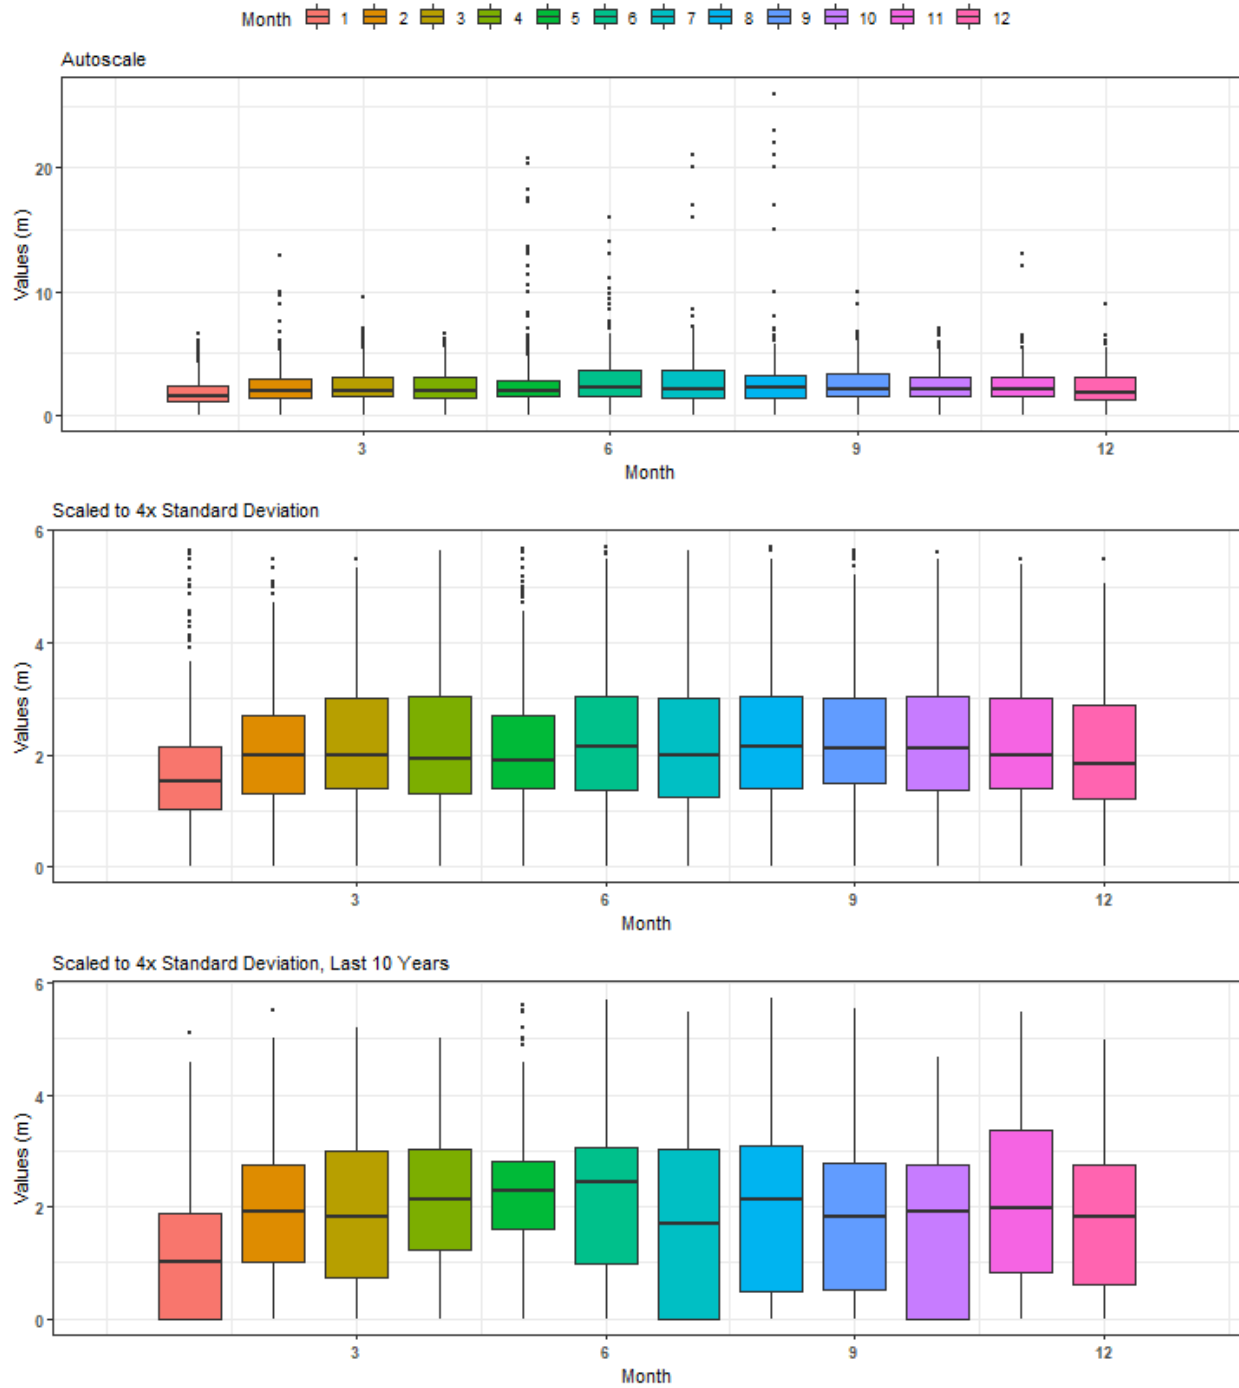 Month 1 2 3 4 5 6 7 8 9 10 11 12
Autoscale
Values (m)
20
10
0
3 6 9 12
Month
Scaled to 4x Standard Deviation
Values (m)
6
4
2
0
3 6 9 12
Month
Scaled to 4x Standard Deviation, Last 10 Years
Values (m)
6
4
2
0
3 6 9 12
Month